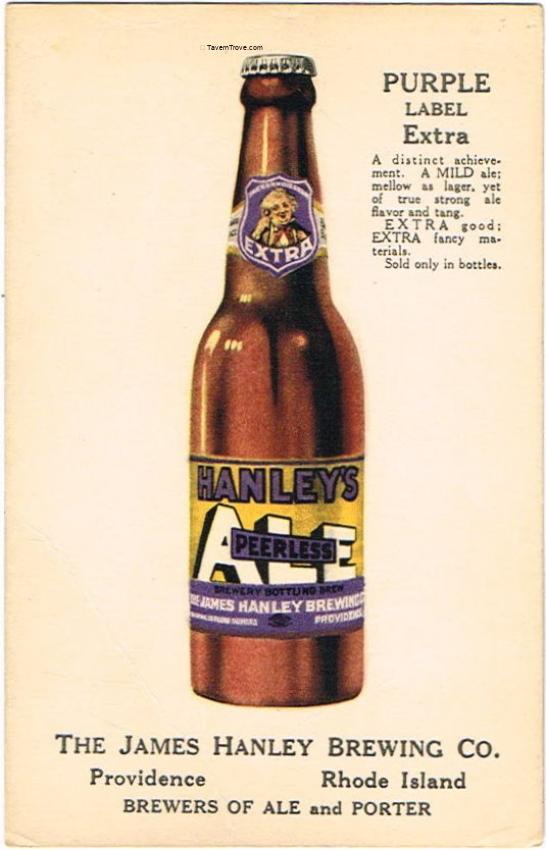 © TavernTrove.com
PURPLE
LABEL
Extra
A distinct achieve-
ment. A MILD ale;
mellow as lager, yet
of true strong ale
flavor and tang.
EXTRA good;
EXTRA fancy ma-
terials.
Sold only in bottles.
EXTRA
HANLEY'S
ALE
PEERLESS
BREWERY BOTTLING BREW
THE JAMES HANLEY BREWING CO
PROVIDENCE
THE JAMES HANLEY BREWING CO.
Providence Rhode Island
BREWERS OF ALE and PORTER